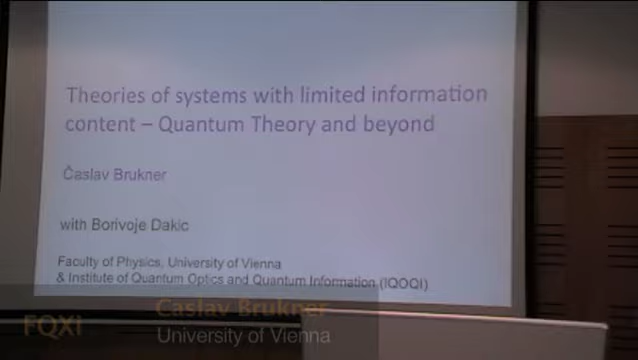 Theories of systems with limited information
content – Quantum Theory and beyond
Časlav Brukner
with Borivoje Dakic
Faculty of Physics, University of Vienna
& Institute of Quantum Optics and Quantum Information (IQOQI)
Caslav Brukner
FQXI
University of Vienna